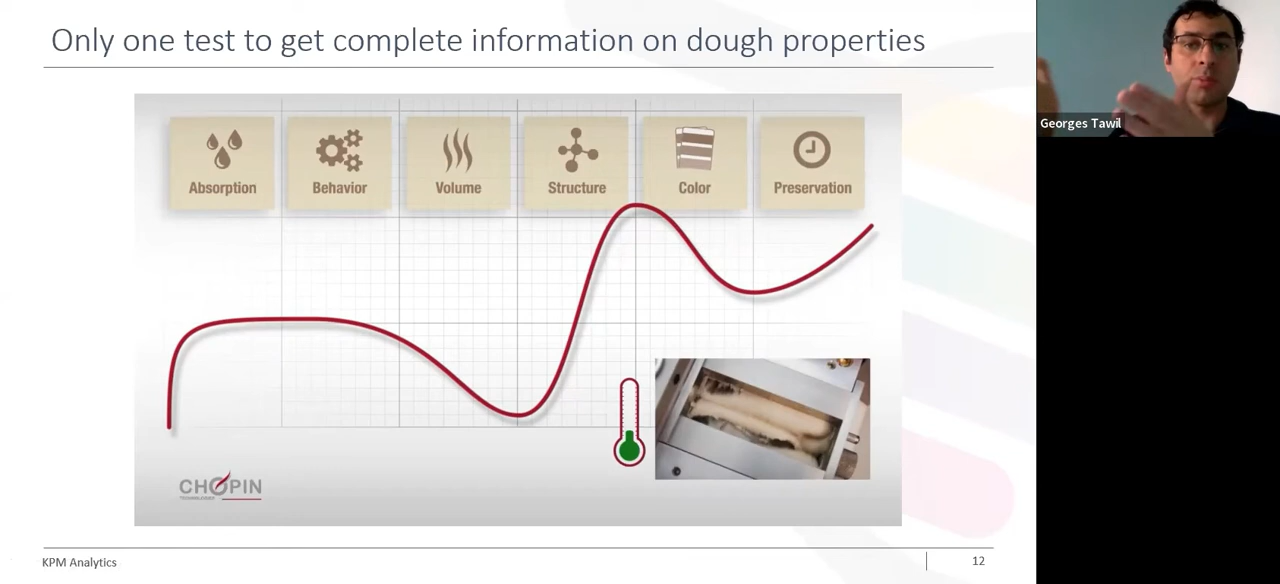 Only one test to get complete information on dough properties
Georges Tawil
Absorption
Behavior
Volume
Structure
Color
Preservation
CHOPIN
TECHNOLOGIES
KPM Analytics
12